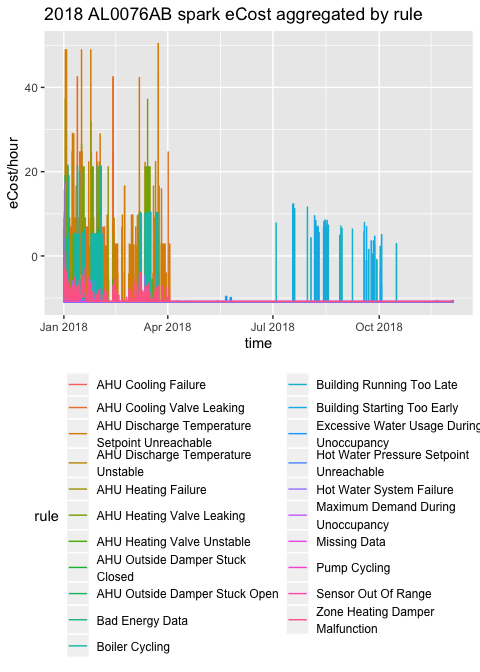 2018 AL0076AB spark eCost aggregated by rule
eCost/hour
40
20
0
Jan 2018
Apr 2018
Jul 2018
Oct 2018
time
rule
AHU Cooling Failure
AHU Cooling Valve Leaking
AHU Discharge Temperature
Setpoint Unreachable
AHU Discharge Temperature
Unstable
AHU Heating Failure
AHU Heating Valve Leaking
AHU Heating Valve Unstable
AHU Outside Damper Stuck
Closed
AHU Outside Damper Stuck Open
Bad Energy Data
Boiler Cycling
Building Running Too Late
Building Starting Too Early
Excessive Water Usage During
Unoccupancy
Hot Water Pressure Setpoint
Unreachable
Hot Water System Failure
Maximum Demand During
Unoccupancy
Missing Data
Pump Cycling
Sensor Out Of Range
Zone Heating Damper
Malfunction